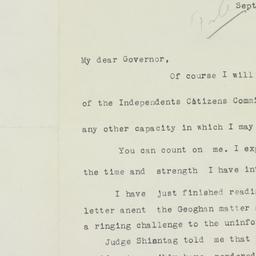 Sept
My dear Governor,
Of course I will
of the Independents Citizens Commi
any other capacity in which I may
You can count on me. I exp
the time and strength I have int
I have just finished readi
letter anent the Geoghan matter
a ringing challenge to the uninfo
Judge Shientag told me that